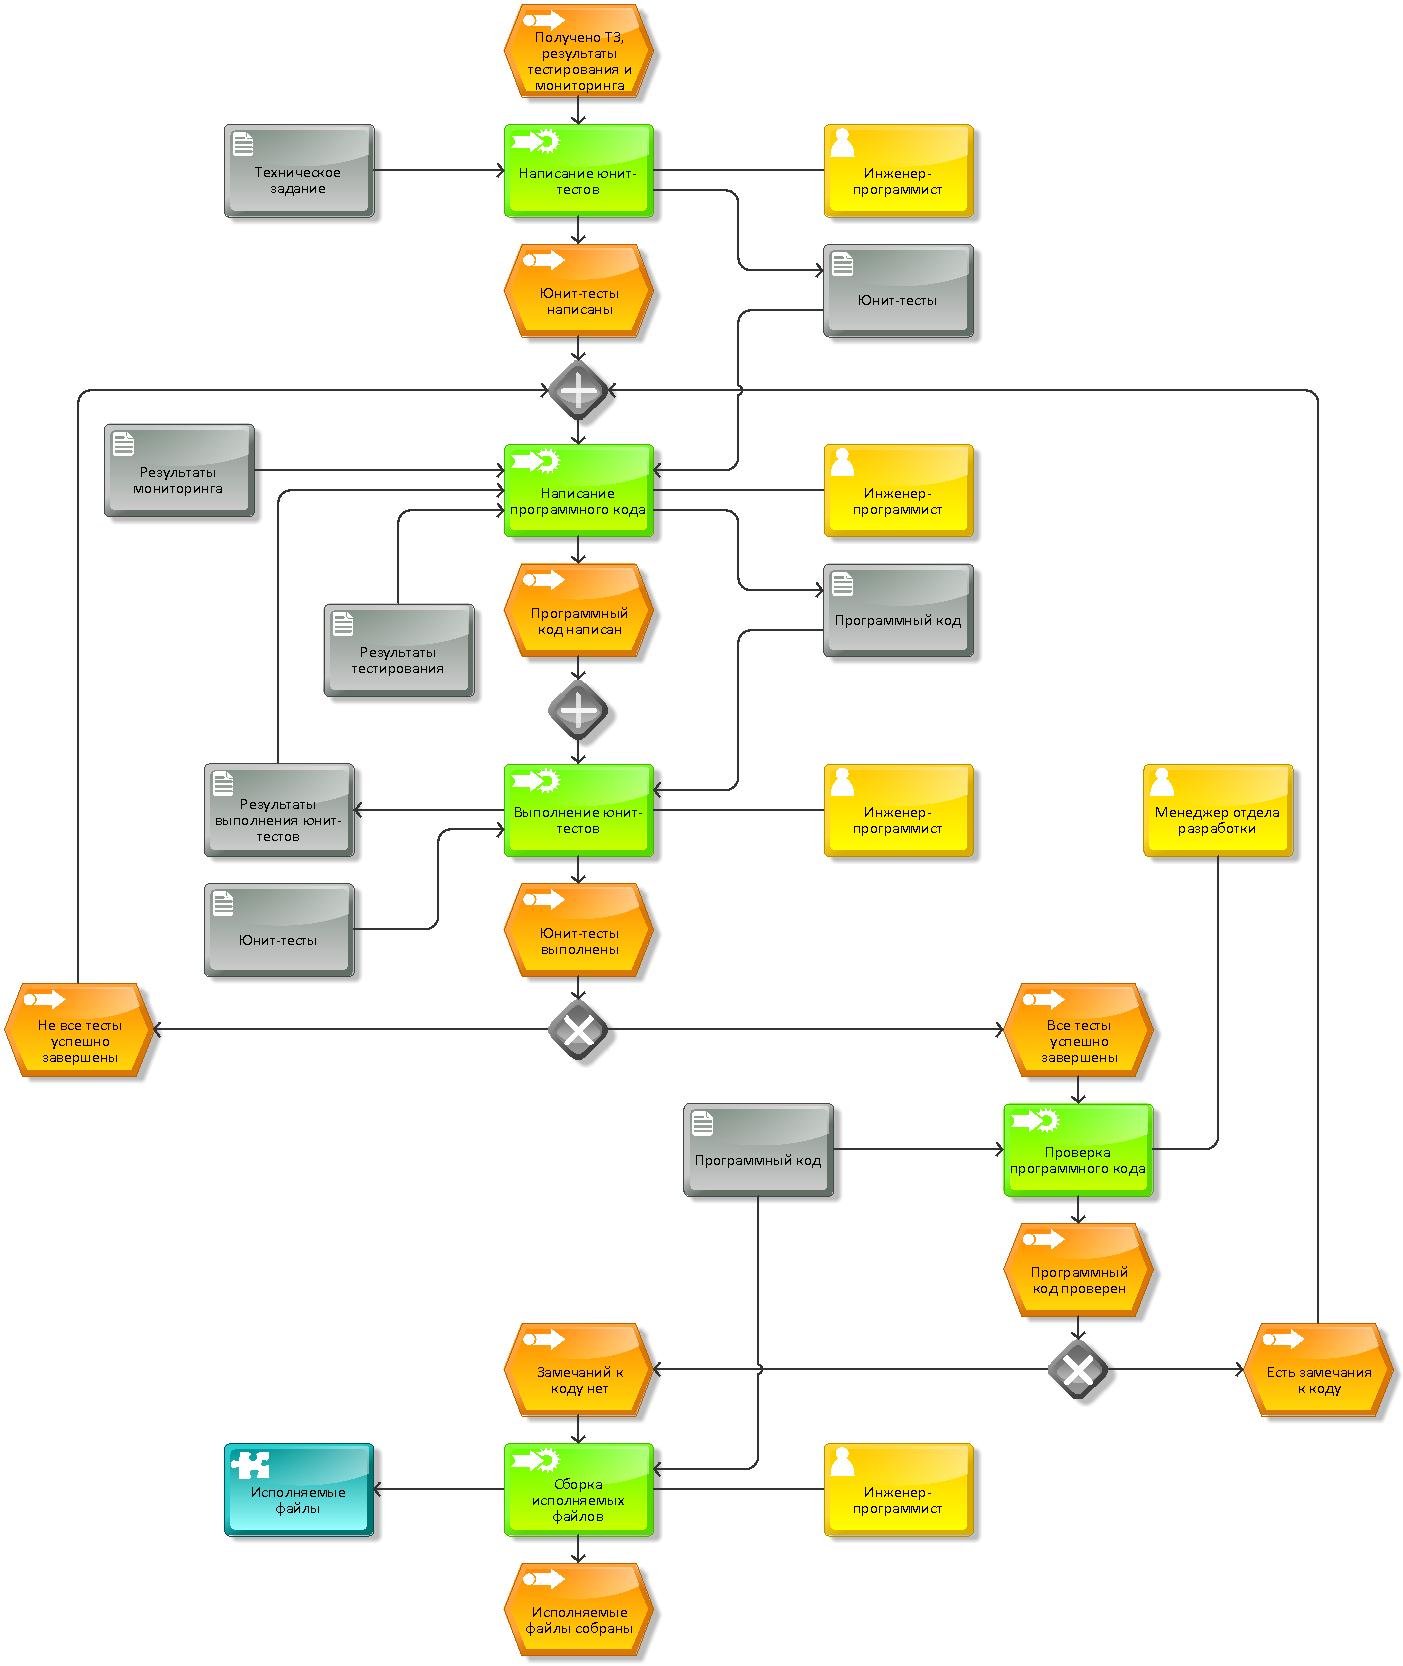 Получено ТЗ,
результаты
тестирования и
мониторинга
Техническое
задание
Написание юнит-
тестов
Инженер-
программист
Юнит-тесты
написаны
Юнит-тесты
Результаты
мониторинга
Написание
программного кода
Инженер-
программист
Программный
код написан
Программный код
Результаты
тестирования
Результаты
выполнения юнит-
тестов
Выполнение юнит-
тестов
Инженер-
программист
Менеджер отдела
разработки
Юнит-тесты
Юнит-тесты
выполнены
Не все тесты
успешно
завершены
Все тесты
успешно
завершены
Программный код
Проверка
программного кода
Программный
код проверен
Замечаний к
коду нет
Есть замечания
к коду
Исполняемые
файлы
Сборка
исполняемых
файлов
Инженер-
программист
Исполняемые
файлы собраны